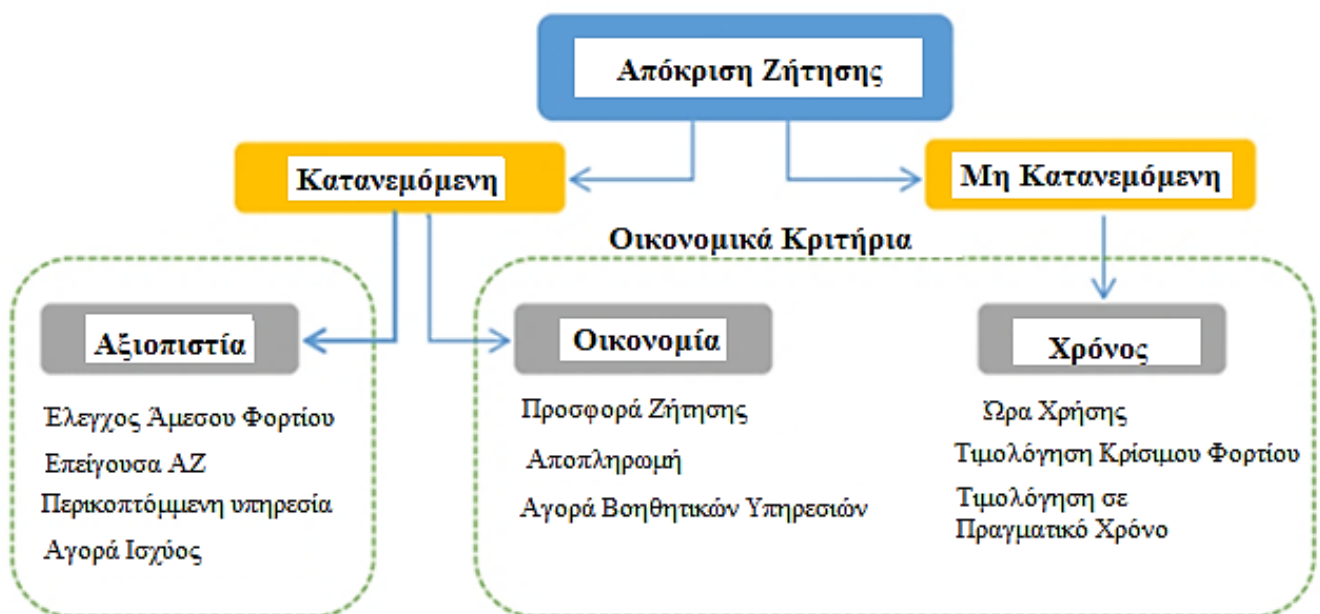 Απόκριση Ζήτησης
Κατανεμόμενη
Μη Κατανεμόμενη
Οικονομικά Κριτήρια
Αξιοπιστία
Έλεγχος Άμεσου Φορτίου
Επείγουσα ΑΖ
Περικοπτόμμενη υπηρεσία
Αγορά Ισχύος
Οικονομία
Προσφορά Ζήτησης
Αποπληρωμή
Αγορά Βοηθητικών Υπηρεσιών
Χρόνος
Ώρα Χρήσης
Τιμολόγηση Κρίσιμου Φορτίου
Τιμολόγηση σε
Πραγματικό Χρόνο